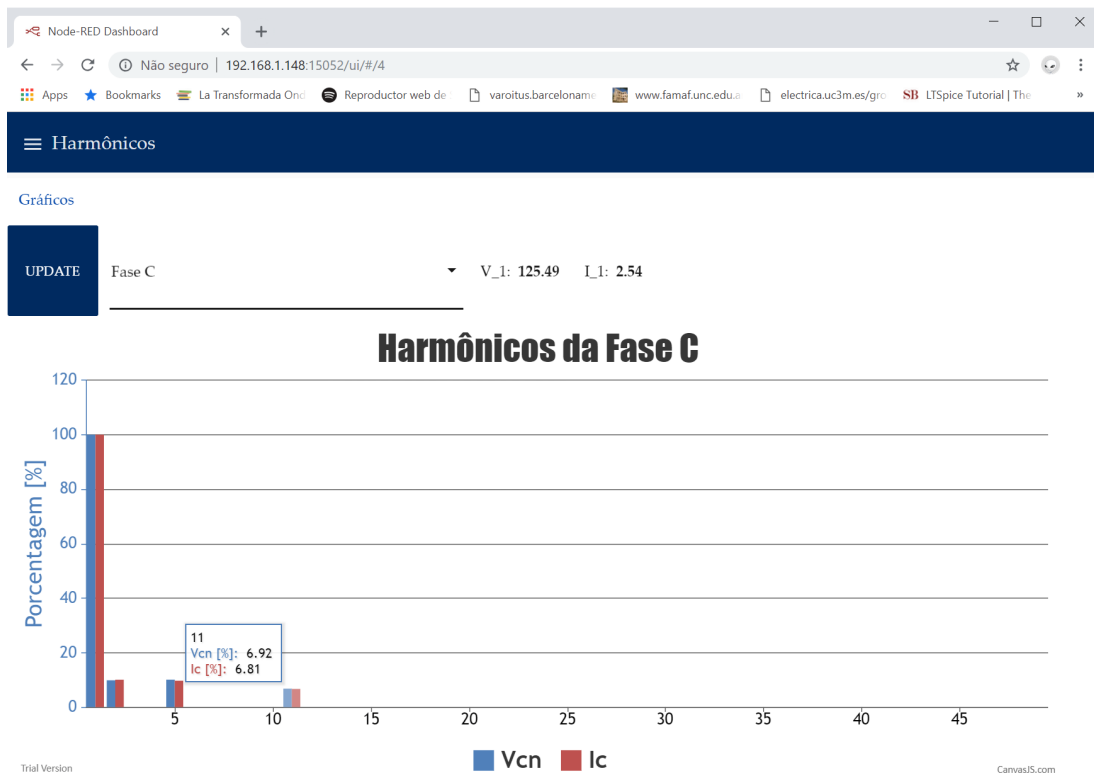 Node-RED Dashboard
Não seguro | 192.168.1.148:15052/ui/#/4
Apps Bookmarks La Transformada Ond Reproductor web de varoitus.barceloname www.famaf.unc.edu.a electrica.uc3m.es/gro SB LTSpice Tutorial | The »
Harmônicos
Gráficos
UPDATE Fase C V_1: 125.49 I_1: 2.54
Harmônicos da Fase C
120
100
80
60
40
20
0
Porcentagem [%]
11
Vcn [%]: 6.92
Ic [%]: 6.81
5 10 15 20 25 30 35 40 45
Vcn Ic
Trial Version CanvasJS.com